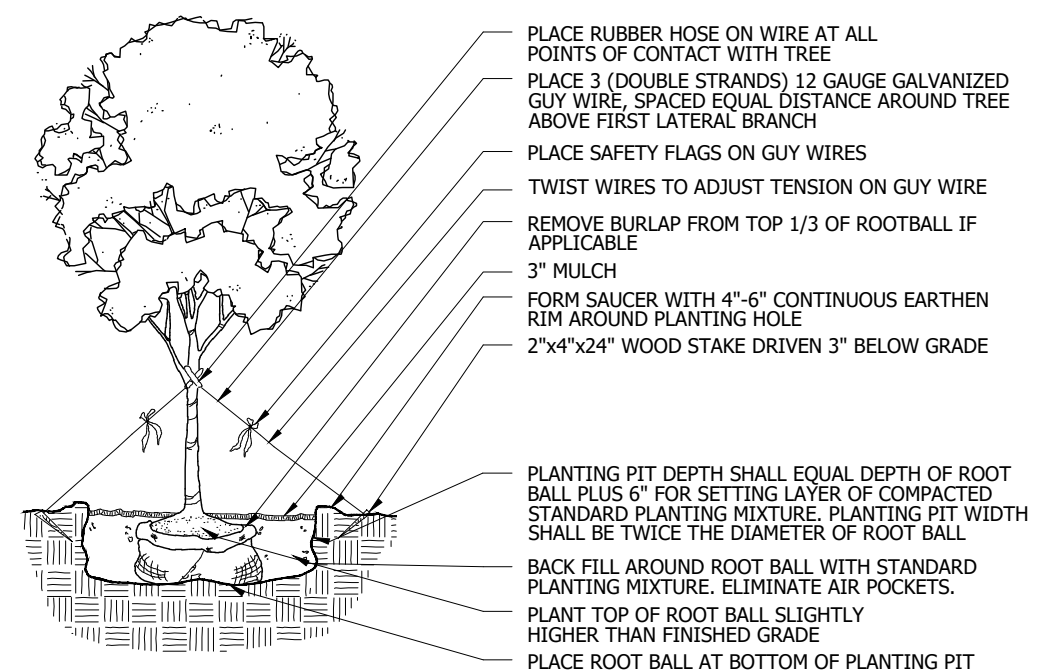 PLACE RUBBER HOSE ON WIRE AT ALL
POINTS OF CONTACT WITH TREE
PLACE 3 (DOUBLE STRANDS) 12 GAUGE GALVANIZED
GUY WIRE, SPACED EQUAL DISTANCE AROUND TREE
ABOVE FIRST LATERAL BRANCH
PLACE SAFETY FLAGS ON GUY WIRES
TWIST WIRES TO ADJUST TENSION ON GUY WIRE
REMOVE BURLAP FROM TOP 1/3 OF ROOTBALL IF
APPLICABLE
3" MULCH
FORM SAUCER WITH 4"-6" CONTINUOUS EARTHEN
RIM AROUND PLANTING HOLE
2"x4"x24" WOOD STAKE DRIVEN 3" BELOW GRADE
PLANTING PIT DEPTH SHALL EQUAL DEPTH OF ROOT
BALL PLUS 6" FOR SETTING LAYER OF COMPACTED
STANDARD PLANTING MIXTURE. PLANTING PIT WIDTH
SHALL BE TWICE THE DIAMETER OF ROOT BALL
BACK FILL AROUND ROOT BALL WITH STANDARD
PLANTING MIXTURE. ELIMINATE AIR POCKETS.
PLANT TOP OF ROOT BALL SLIGHTLY
HIGHER THAN FINISHED GRADE
PLACE ROOT BALL AT BOTTOM OF PLANTING PIT